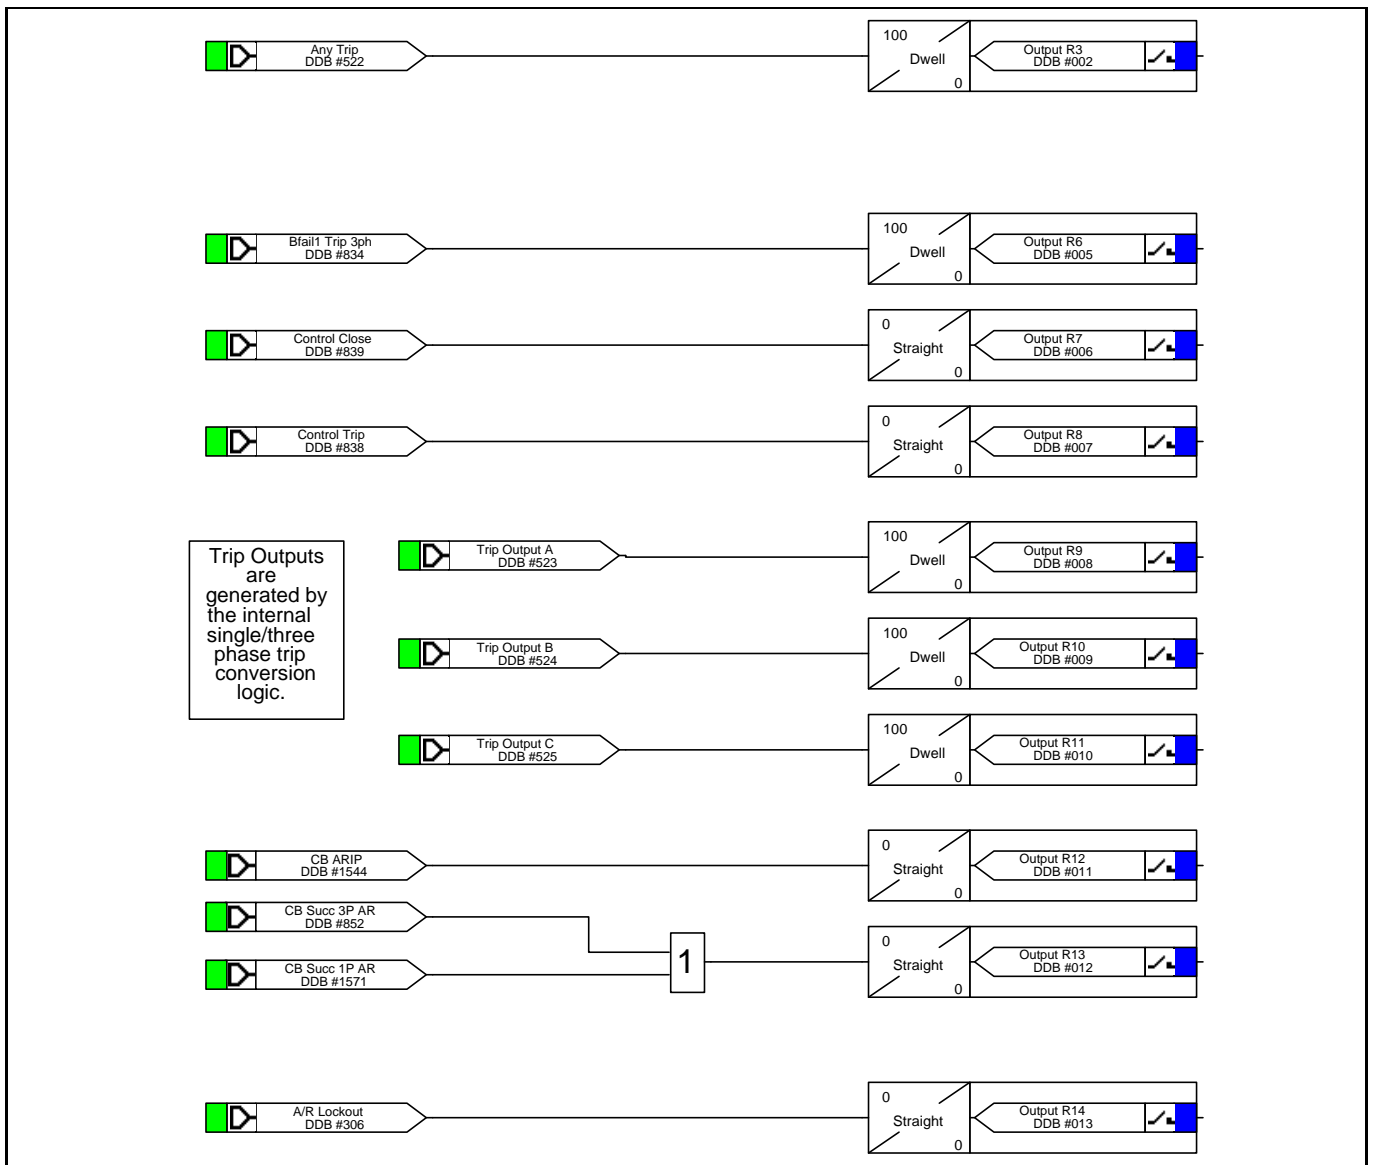 100
Any Trip
DDB #522
Dwell
Output R3
DDB #002
0
100
Bfail1 Trip 3ph
DDB #834
Dwell
Output R6
DDB #005
0
0
Control Close
DDB #839
Straight
Output R7
DDB #006
0
0
Control Trip
DDB #838
Straight
Output R8
DDB #007
0
Trip Outputs
are
generated by
the internal
single/three
phase trip
conversion
logic.
100
Trip Output A
DDB #523
Dwell
Output R9
DDB #008
0
100
Trip Output B
DDB #524
Dwell
Output R10
DDB #009
0
100
Trip Output C
DDB #525
Dwell
Output R11
DDB #010
0
0
CB ARIP
DDB #1544
Straight
Output R12
DDB #011
0
CB Succ 3P AR
DDB #852
CB Succ 1P AR
DDB #1571
1
0
Straight
Output R13
DDB #012
0
0
A/R Lockout
DDB #306
Straight
Output R14
DDB #013
0